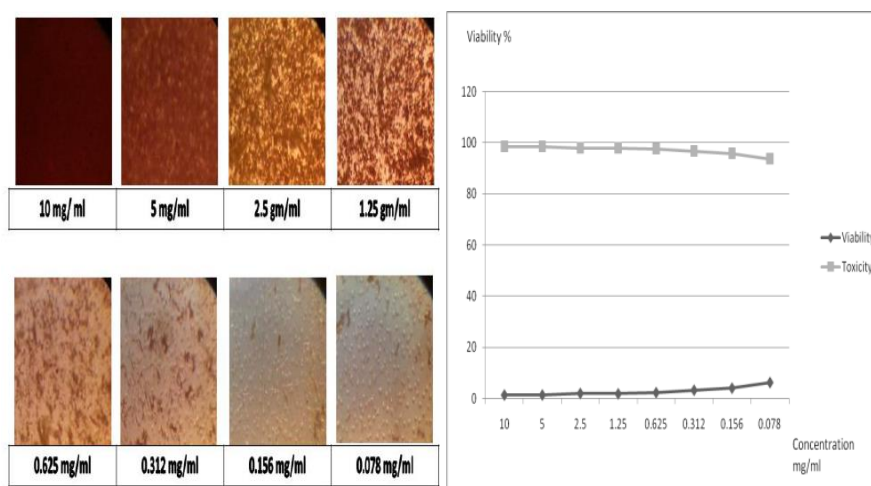 10 mg/ ml
5 mg/ml
2.5 gm/ml
1.25 gm/ml
0.625 mg/ml
0.312 mg/ml
0.156 mg/ml
0.078 mg/ml
Viability %
120
100
80
60
40
20
0
10 5 2.5 1.25 0.625 0.312 0.156 0.078
Concentration
mg/ml
Viability
Toxicity